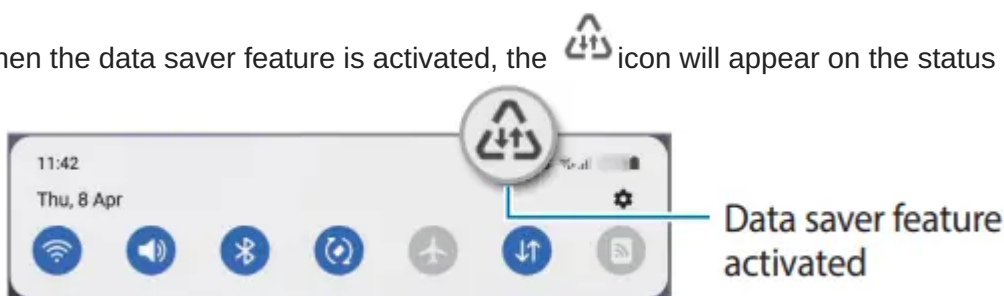 hen the data saver feature is activated, the icon will appear on the status
11:42
Thu, 8 Apr
Data saver feature
activated